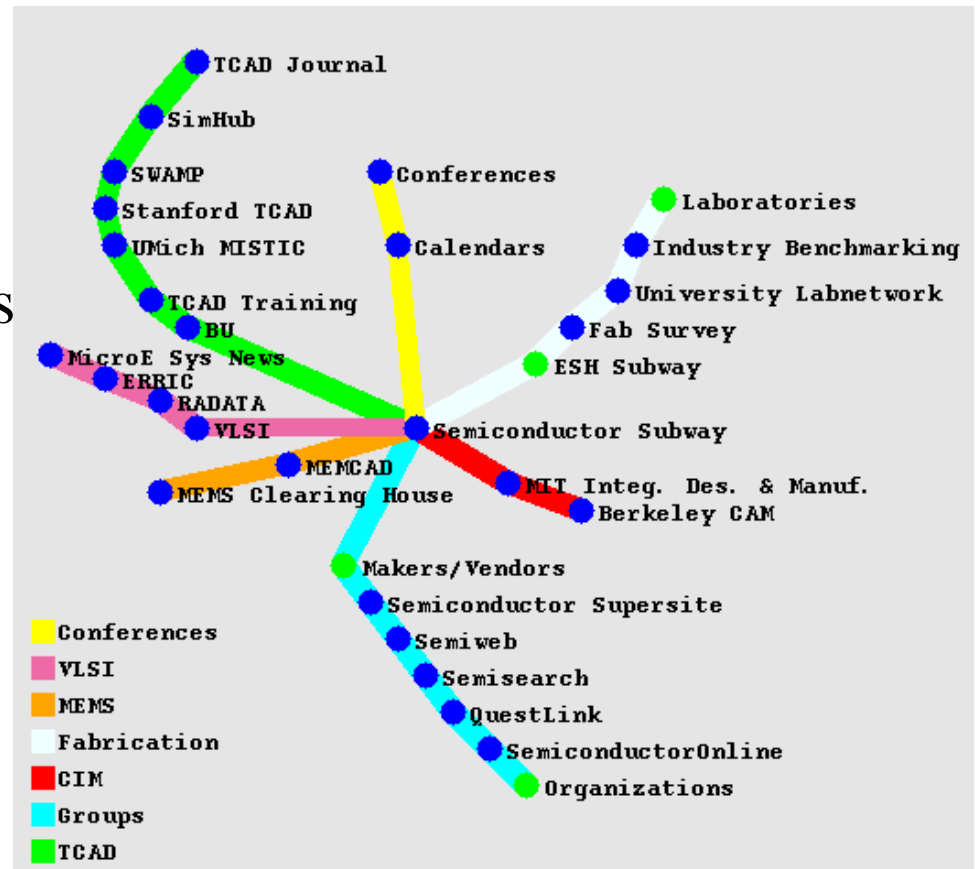 TCAD Journal
SimHub
SWAMP
Conferences
Laboratories
Stanford TCAD
UMich MISTIC
Calendars
Industry Benchmarking
University Labnetwork
S
TCAD Training
BU
Fab Survey
MicroE Sys News
ESH Subway
ERRIC
RADATA
VLSI
Semiconductor Subway
MEMCAD
MEMS Clearing House
MIT Integ. Des. & Manuf.
Berkeley CAM
Makers/Vendors
Semiconductor Supersite
Semiweb
Semisearch
QuestLink
SemiconductorOnline
Organizations
Conferences
VLSI
MEMS
Fabrication
CIM
Groups
TCAD